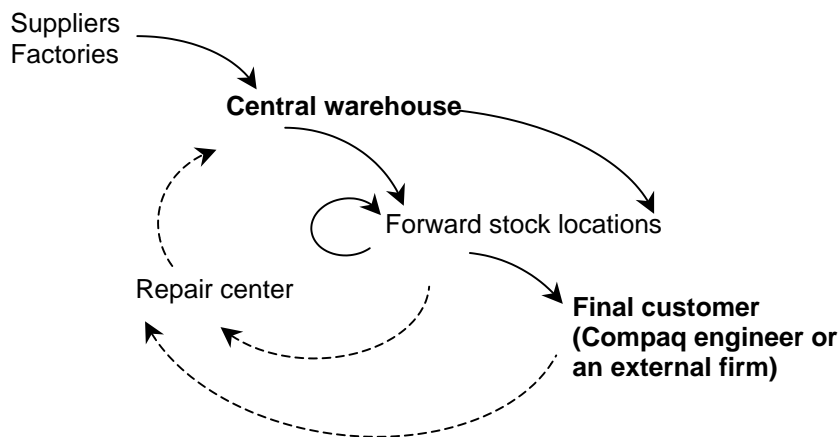 Suppliers
Factories
Central warehouse
Forward stock locations
Repair center
Final customer
(Compaq engineer or
an external firm)